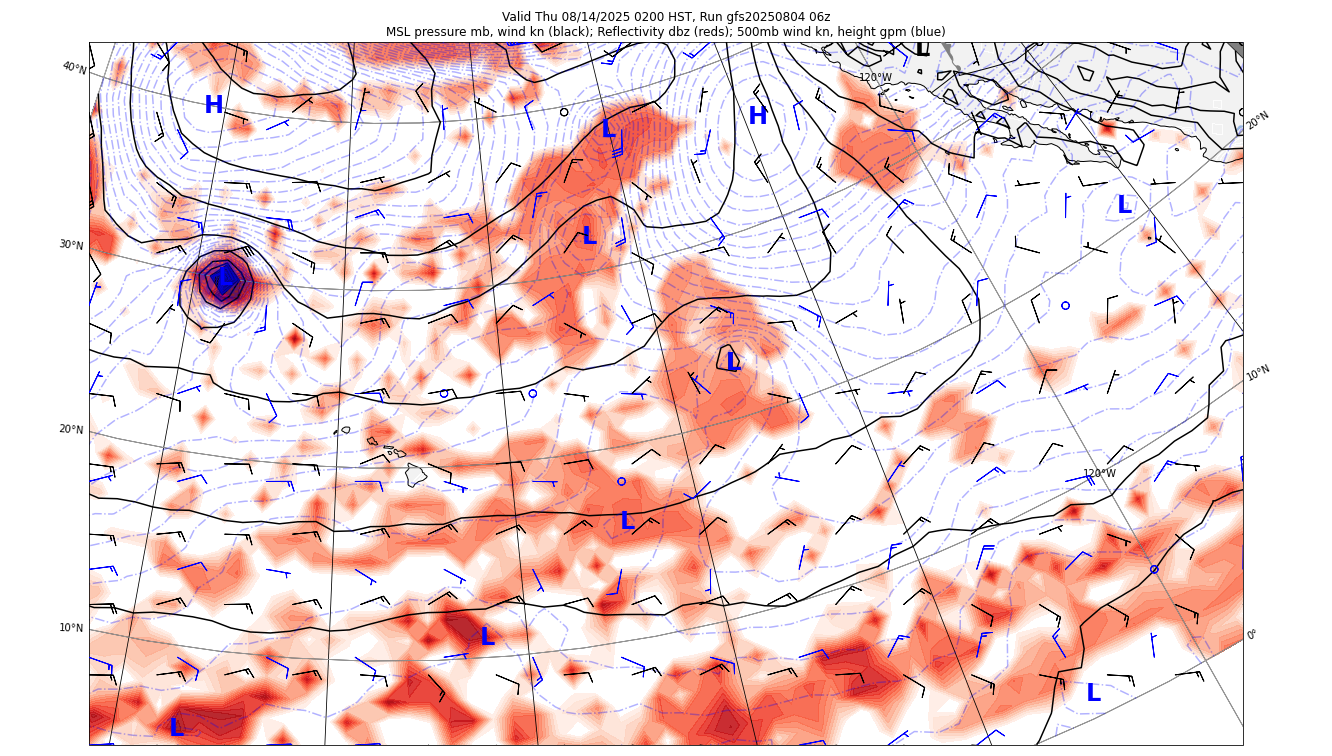 Valid Thu 08/14/2025 0200 HST, Run gfs20250804 06z
MSL pressure mb, wind kn (black); Reflectivity dbz (reds); 500mb wind kn, height gpm (blue)
L
40°N
120°W
H
H
20°N
L
L
L
30°N
L
L
10°N
20°N
120°W
L
10°N
L
0°
L
L